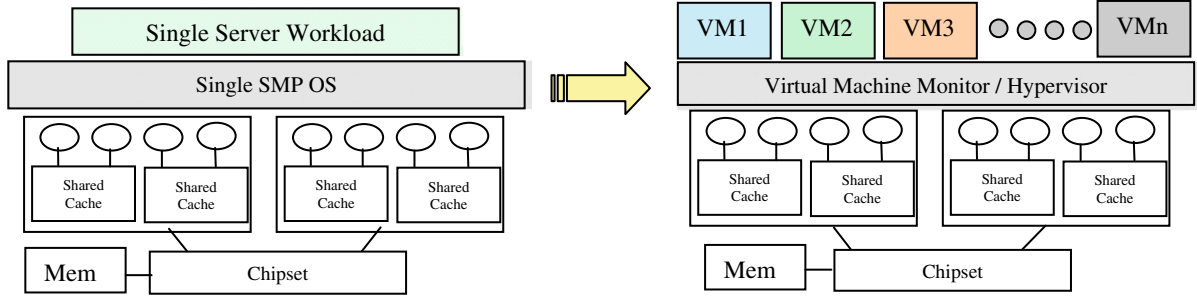 Single Server Workload
Single SMP OS
Shared
Cache
Shared
Cache
Shared
Cache
Shared
Cache
Mem
Chipset
VM1
VM2
VM3
VMn
Virtual Machine Monitor / Hypervisor
Shared
Cache
Shared
Cache
Shared
Cache
Shared
Cache
Mem
Chipset